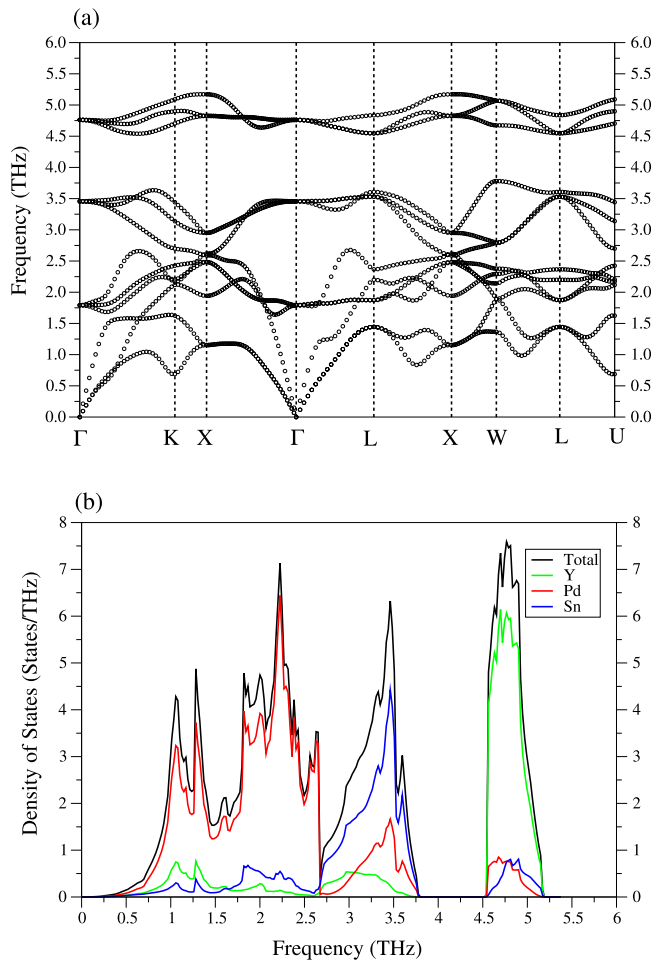 (a)
6.0 6.0
5.5 5.0
5.0 5.0
4.5 4.5
4.0 4.0
3.5 3.5
3.0 3.0
2.5 2.5
2.0 2.0
1.5 1.5
1.0 1.0
0.5 0.5
0.0 0.0
Frequency (THz)
Γ K X Γ L X W L U
(b)
8 8
7 7
6 6
5 5
4 4
3 3
2 2
1 1
0 0
Density of States (States/THz)
Total
Y
Pd
Sn
0 0.5 1 1.5 2 2.5 3 3.5 4 4.5 5 5.5 6
Frequency (THz)